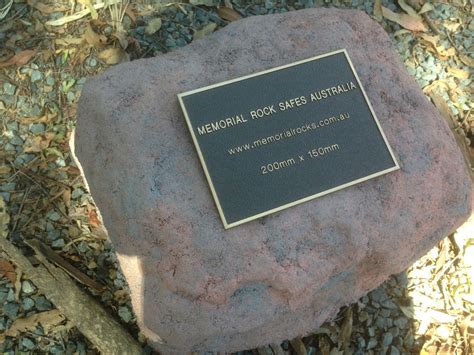 MEMORIAL ROCK SAFES AUSTRALIA
www.memorialrocks.com.au
200mm x 150mm